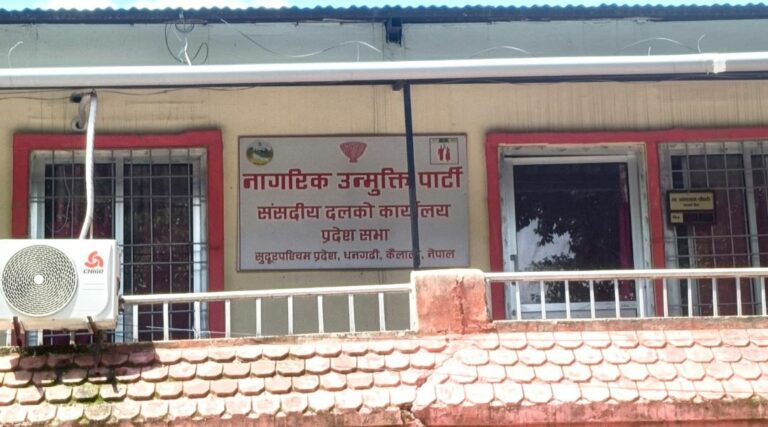 नागरिक उन्मुक्ति पार्टी
संसदीय दलको कार्यालय
प्रदेश सभा
सुदूरपश्चिम प्रदेश, धनगढी, कैलाली, नेपाल
CHIGO